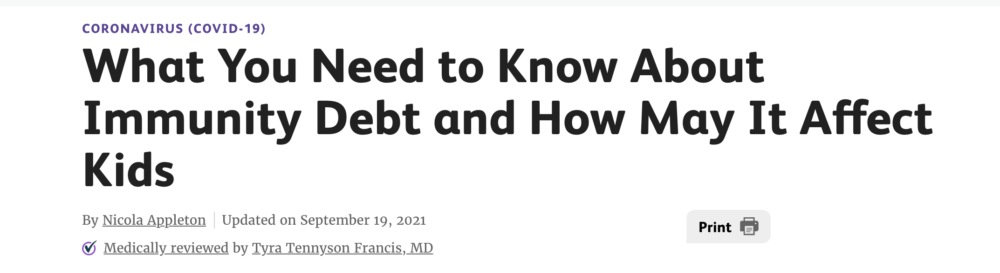 CORONAVIRUS (COVID-19)
What You Need to Know About
Immunity Debt and How May It Affect
Kids
By Nicola Appleton Updated on September 19, 2021
Print
Medically reviewed by Tyra Tennyson Francis, MD